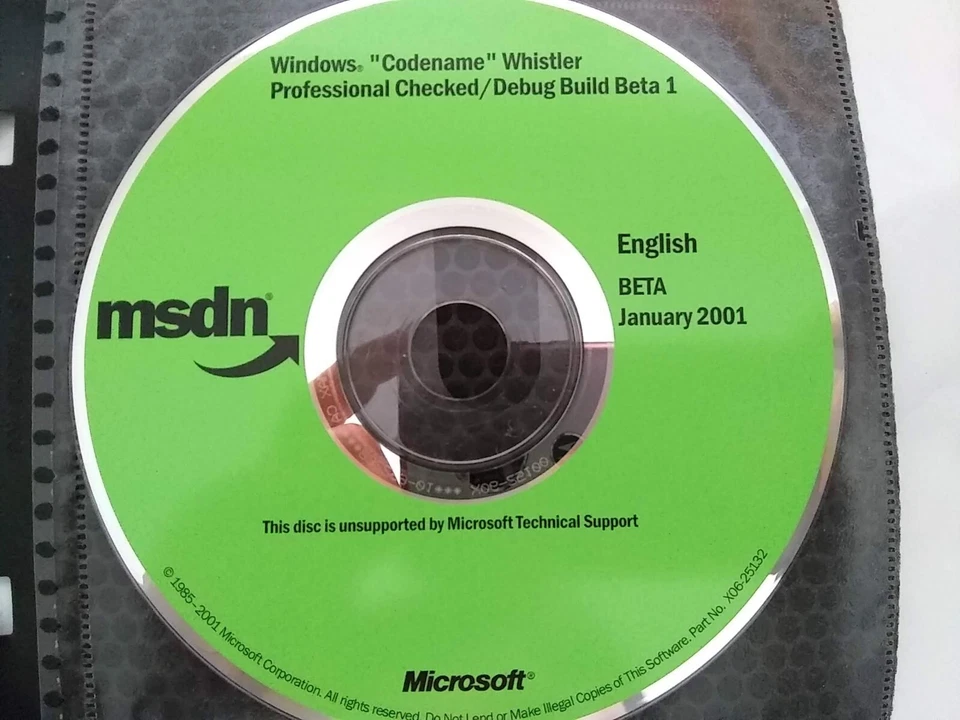 Windows® "Codename" Whistler
Professional Checked/Debug Build Beta 1
English
BETA
January 2001
msdn®
This disc is unsupported by Microsoft Technical Support
© 1985-2001 Microsoft Corporation. All rights reserved. Do Not Lend or Make Illegal Copies of This Software. Part No. X06-25132
Microsoft®